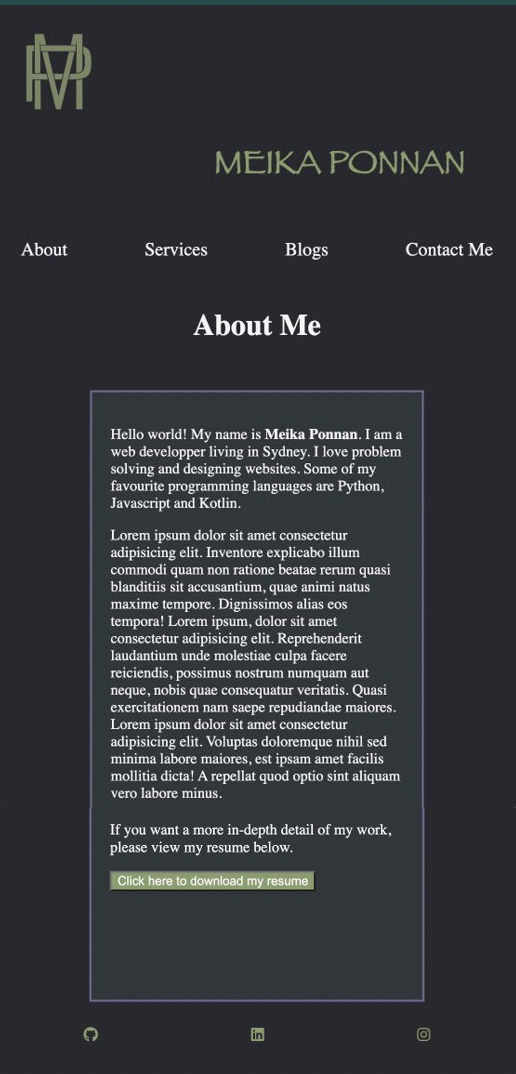 MP
MEIKA PONNAN
About Services Blogs Contact Me
About Me
Hello world! My name is Meika Ponnan. I am a
web developper living in Sydney. I love problem
solving and designing websites. Some of my
favourite programming languages are Python,
Javascript and Kotlin.
Lorem ipsum dolor sit amet consectetur
adipisicing elit. Inventore explicabo illum
commodi quam non ratione beatae rerum quasi
blanditiis sit accusantium, quae animi natus
maxime tempore. Dignissimos alias eos
tempora! Lorem ipsum, dolor sit amet
consectetur adipisicing elit. Reprehenderit
laudantium unde molestiae culpa facere
reiciendis, possimus nostrum numquam aut
neque, nobis quae consequatur veritatis. Quasi
exercitationem nam saepe repudiandae maiores.
Lorem ipsum dolor sit amet consectetur
adipisicing elit. Voluptas doloremque nihil sed
minima labore maiores, est ipsam amet facilis
mollitia dicta! A repellat quod optio sint aliquam
vero labore minus.
If you want a more in-depth detail of my work,
please view my resume below.
Click here to download my resume
in